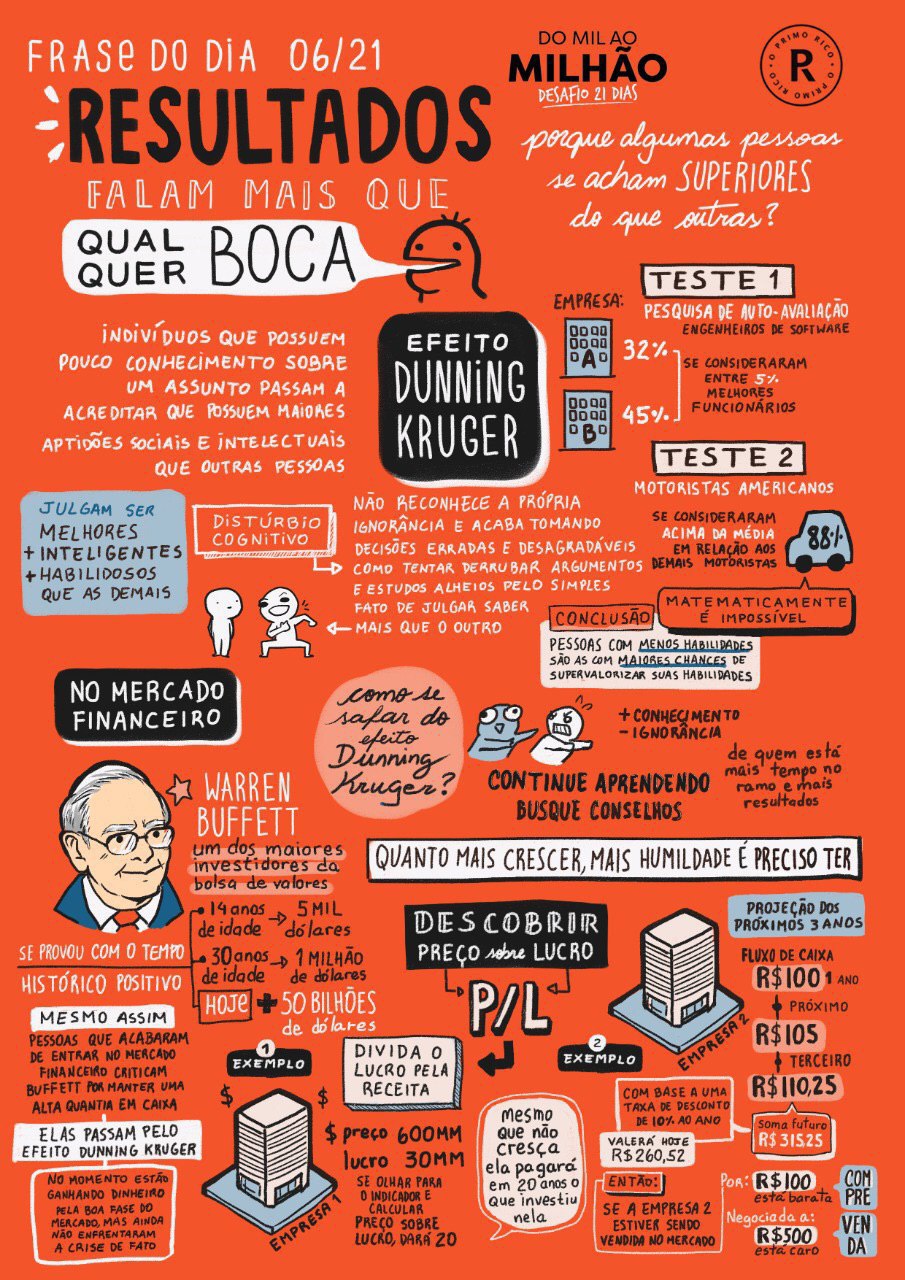 FRASE DO DIA 06/21
RESULTADOS
FALAM MAIS QUE
QUAL
QUER
BOCA
DO MIL AO
MILHÃO
DESAFIO 21 DIAS
O PRIMO RICO • O PRIMO RICO •
R
porque algumas pessoas
se acham SUPERIORES
do que outras?
INDIVÍDUOS QUE POSSUEM
POUCO CONHECIMENTO SOBRE
UM ASSUNTO PASSAM A
ACREDITAR QUE POSSUEM MAIORES
APTIDÕES SOCIAIS E INTELECTUAIS
QUE OUTRAS PESSOAS
EFEITO
DUNNING
KRUGER
TESTE 1
PESQUISA DE AUTO-AVALIAÇÃO
ENGENHEIROS DE SOFTWARE
EMPRESA:
A
32%
B
45%
SE CONSIDERARAM
ENTRE 5%
MELHORES
FUNCIONÁRIOS
TESTE 2
MOTORISTAS AMERICANOS
SE CONSIDERARAM
ACIMA DA MÉDIA
EM RELAÇÃO AOS
DEMAIS MOTORISTAS
88%
MATEMATICAMENTE
É IMPOSSÍVEL
JULGAM SER
MELHORES
+ INTELIGENTES
+ HABILIDOSOS
QUE AS DEMAIS
DISTÚRBIO
COGNITIVO
NÃO RECONHECE A PRÓPRIA
IGNORÂNCIA E ACABA TOMANDO
DECISÕES ERRADAS E DESAGRADÁVEIS
COMO TENTAR DERRUBAR ARGUMENTOS
E ESTUDOS ALHEIOS PELO SIMPLES
FATO DE JULGAR SABER
MAIS QUE O OUTRO
CONCLUSÃO
PESSOAS COM MENOS HABILIDADES
SÃO AS COM MAIORES CHANCES DE
SUPERVALORIZAR SUAS HABILIDADES
NO MERCADO
FINANCEIRO
como se
safar do
efeito
Dunning
Kruger?
+ CONHECIMENTO
- IGNORÂNCIA
CONTINUE APRENDENDO
BUSQUE CONSELHOS
de quem está
mais tempo no
ramo e mais
resultados
WARREN
BUFFETT
um dos maiores
investidores da
bolsa de valores
QUANTO MAIS CRESCER, MAIS HUMILDADE É PRECISO TER
SE PROVOU COM O TEMPO
HISTÓRICO POSITIVO
14 anos
de idade
5 MIL
dólares
30 anos
de idade
1 MILHÃO
de dólares
HOJE
+ 50 BILHÕES
de dólares
MESMO ASSIM
PESSOAS QUE ACABARAM
DE ENTRAR NO MERCADO
FINANCEIRO CRITICAM
BUFFETT POR MANTER UMA
ALTA QUANTIA EM CAIXA
ELAS PASSAM PELO
EFEITO DUNNING KRUGER
NO MOMENTO ESTÃO
GANHANDO DINHEIRO
PELA BOA FASE DO
MERCADO, MAS AINDA
NÃO ENFRENTARAM
A CRISE DE FATO
DESCOBRIR
PREÇO sobre LUCRO
P/L
1
EXEMPLO
$ $
EMPRESA 1
DIVIDA O
LUCRO PELA
RECEITA
$ preço 600MM
lucro 30MM
SE OLHAR PARA
O INDICADOR E
CALCULAR
PREÇO SOBRE
LUCRO, DARÁ 20
mesmo
que não
cresça
ela pagará
em 20 anos o
que investiu
nela
2
EXEMPLO
EMPRESA 2
PROJEÇÃO DOS
PRÓXIMOS 3 ANOS
FLUXO DE CAIXA
R$100 1 ANO
PRÓXIMO
R$105
TERCEIRO
R$110,25
soma futuro
R$ 315.25
COM BASE A UMA
TAXA DE DESCONTO
DE 10% AO ANO
VALERÁ HOJE
R$ 260,52
ENTÃO:
SE A EMPRESA 2
ESTIVER SENDO
VENDIDA NO MERCADO
Por: R$100
está barata
COM
PRE
Negociada a:
R$500
está caro
VEN
DA